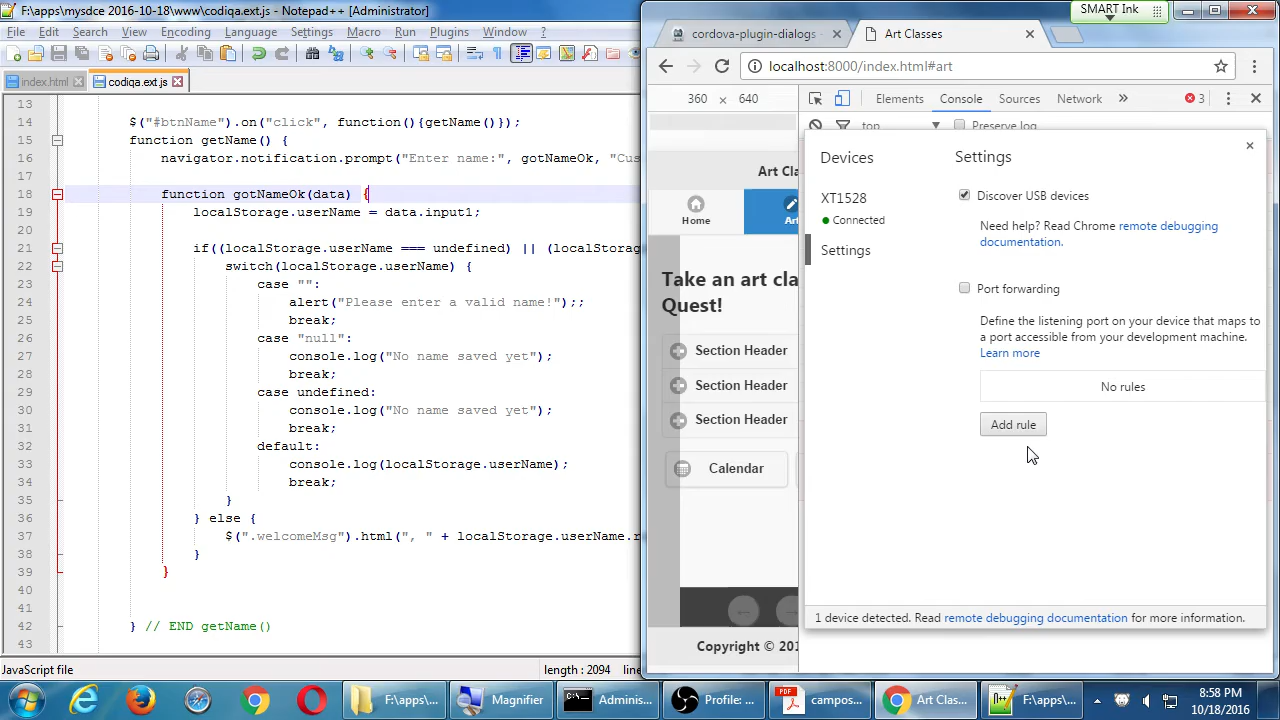 F:\apps\mysdce 2016-10-18\www\codiqa.ext.js - Notepad++ [Administrator]
File Edit Search View Encoding Language Settings Macro Run Plugins Window ?
index.html codiqa.ext.js
13
14 $("#btnName").on("click", function(){getName()});
15 function getName() {
16 navigator.notification.prompt("Enter name:", gotNameOk, "Cus
17
18 function gotNameOk(data) {
19 localStorage.userName = data.input1;
20
21 if((localStorage.userName === undefined) || (localStorag
22 switch(localStorage.userName) {
23 case "":
24 alert("Please enter a valid name!");;
25 break;
26 case "null":
27 console.log("No name saved yet");
28 break;
29 case undefined:
30 console.log("No name saved yet");
31 break;
32 default:
33 console.log(localStorage.userName);
34 break;
35 }
36 } else {
37 $(".welcomeMsg").html(", " + localStorage.userName.r
38 }
39 }
40
41
42 } // END getName()
43
JavaScript file length : 2094 line
SMART Ink
cordova-plugin-dialogs - Art Classes
localhost:8000/index.html#art
360 × 640 Elements Console Sources Network » 3
top Preserve log
Art Cla
Home Art
Take an art cla
Quest!
Section Header
Section Header
Section Header
Calendar
Copyright © 201
Devices
XT1528
Connected
Settings
Settings
Discover USB devices
Need help? Read Chrome remote debugging
documentation.
Port forwarding
Define the listening port on your device that maps to
a port accessible from your development machine.
Learn more
No rules
Add rule
1 device detected. Read remote debugging documentation for more information.
F:\apps\... Magnifier Adminis... Profile: ... campos... Art Clas... F:\apps\...
8:58 PM
10/18/2016